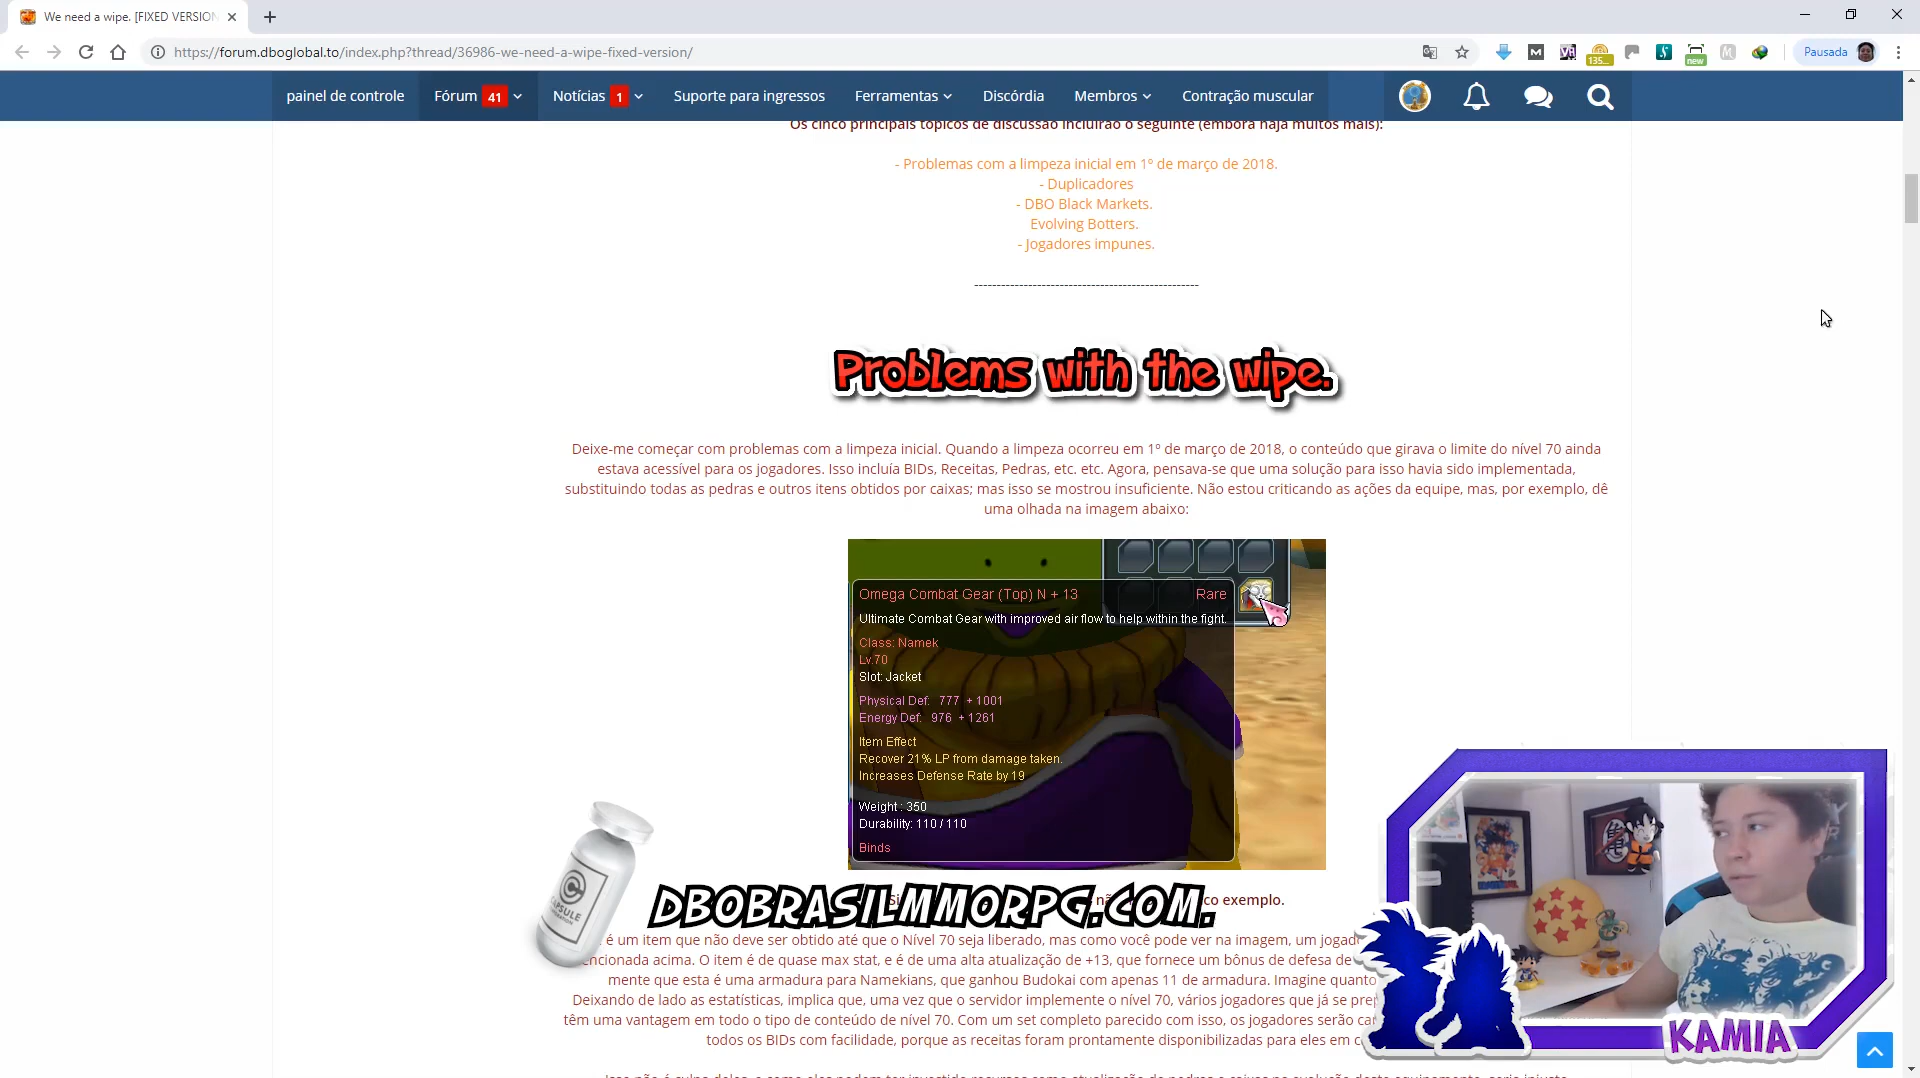 We need a wipe. [FIXED VERSION
https://forum.dboglobal.to/index.php?thread/36986-we-need-a-wipe-fixed-version/
135...
new
Pausada
painel de controle
Fórum 41
Notícias 1
Suporte para ingressos
Ferramentas
Discórdia
Membros
Contração muscular
Os cinco principais tópicos de discussão incluirão o seguinte (embora haja muitos mais):
- Problemas com a limpeza inicial em 1º de março de 2018.
- Duplicadores
- DBO Black Markets.
Evolving Botters.
- Jogadores impunes.
--------------------------------------------------
Problems with the wipe.
Deixe-me começar com problemas com a limpeza inicial. Quando a limpeza ocorreu em 1º de março de 2018, o conteúdo que girava o limite do nível 70 ainda
estava acessível para os jogadores. Isso incluía BIDs, Receitas, Pedras, etc. etc. Agora, pensava-se que uma solução para isso havia sido implementada,
substituindo todas as pedras e outros itens obtidos por caixas; mas isso se mostrou insuficiente. Não estou criticando as ações da equipe, mas, por exemplo, dê
uma olhada na imagem abaixo:
Omega Combat Gear (Top) N + 13 Rare
Ultimate Combat Gear with improved air flow to help within the fight.
Class: Namek
Lv.70
Slot: Jacket
Physical Def: 777 + 1001
Energy Def: 976 + 1261
Item Effect
Recover 21% LP from damage taken.
Increases Defense Rate by 19
Weight : 350
Durability: 110 / 110
Binds
exemplo.
CAPSULE
DBOBRASILMMORPG.COM.
é um item que não deve ser obtido até que o Nível 70 seja liberado, mas como você pode ver na imagem, um
acima. O item é de quase max stat, e é de uma alta atualização de +13, que fornece um bônus de defesa de
mente que esta é uma armadura para Namekians, que ganhou Budokai com apenas 11 de armadura. Imagine
Deixando de lado as estatísticas, implica que, uma vez que o servidor implemente o nível 70, vários jogadores que já se
têm uma vantagem em todo o tipo de conteúdo de nível 70. Com um set completo parecido com isso, os jogadores serão
todos os BIDs com facilidade, porque as receitas foram prontamente disponibilizadas para eles em
KAMIA